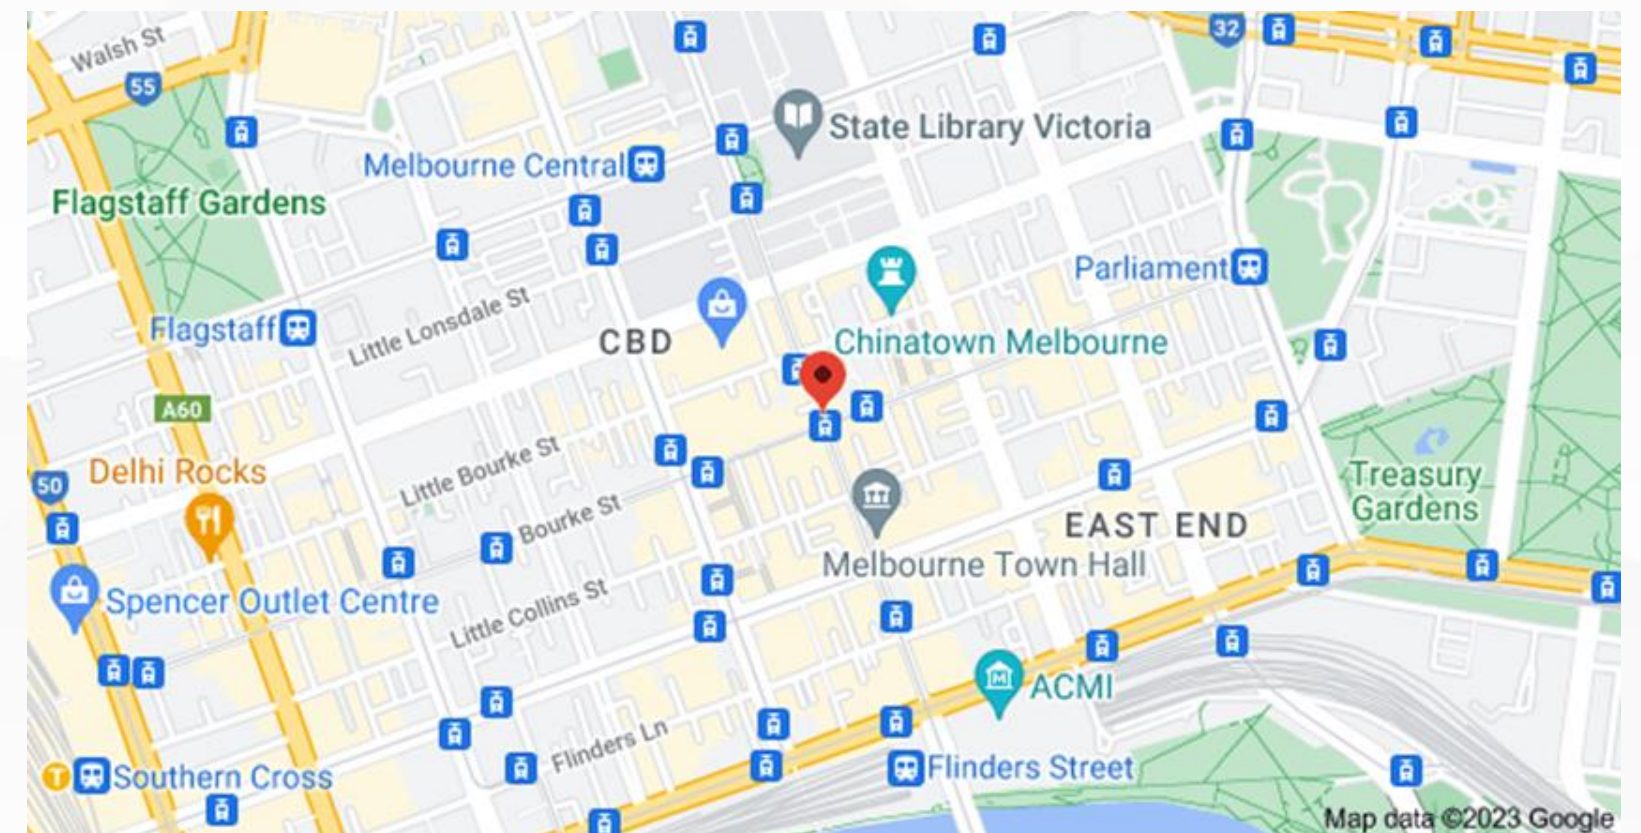 32
Walsh St
55
State Library Victoria
Melbourne Central
Flagstaff Gardens
Parliament
Little Lonsdale St
Flagstaff
CBD
Chinatown Melbourne
A60
Little Bourke St
Delhi Rocks
50
Treasury
Gardens
Bourke St
EAST END
Melbourne Town Hall
Spencer Outlet Centre
Little Collins St
M
ACMI
Flinders Ln
T
Southern Cross
Flinders Street
Map data ©2023 Google